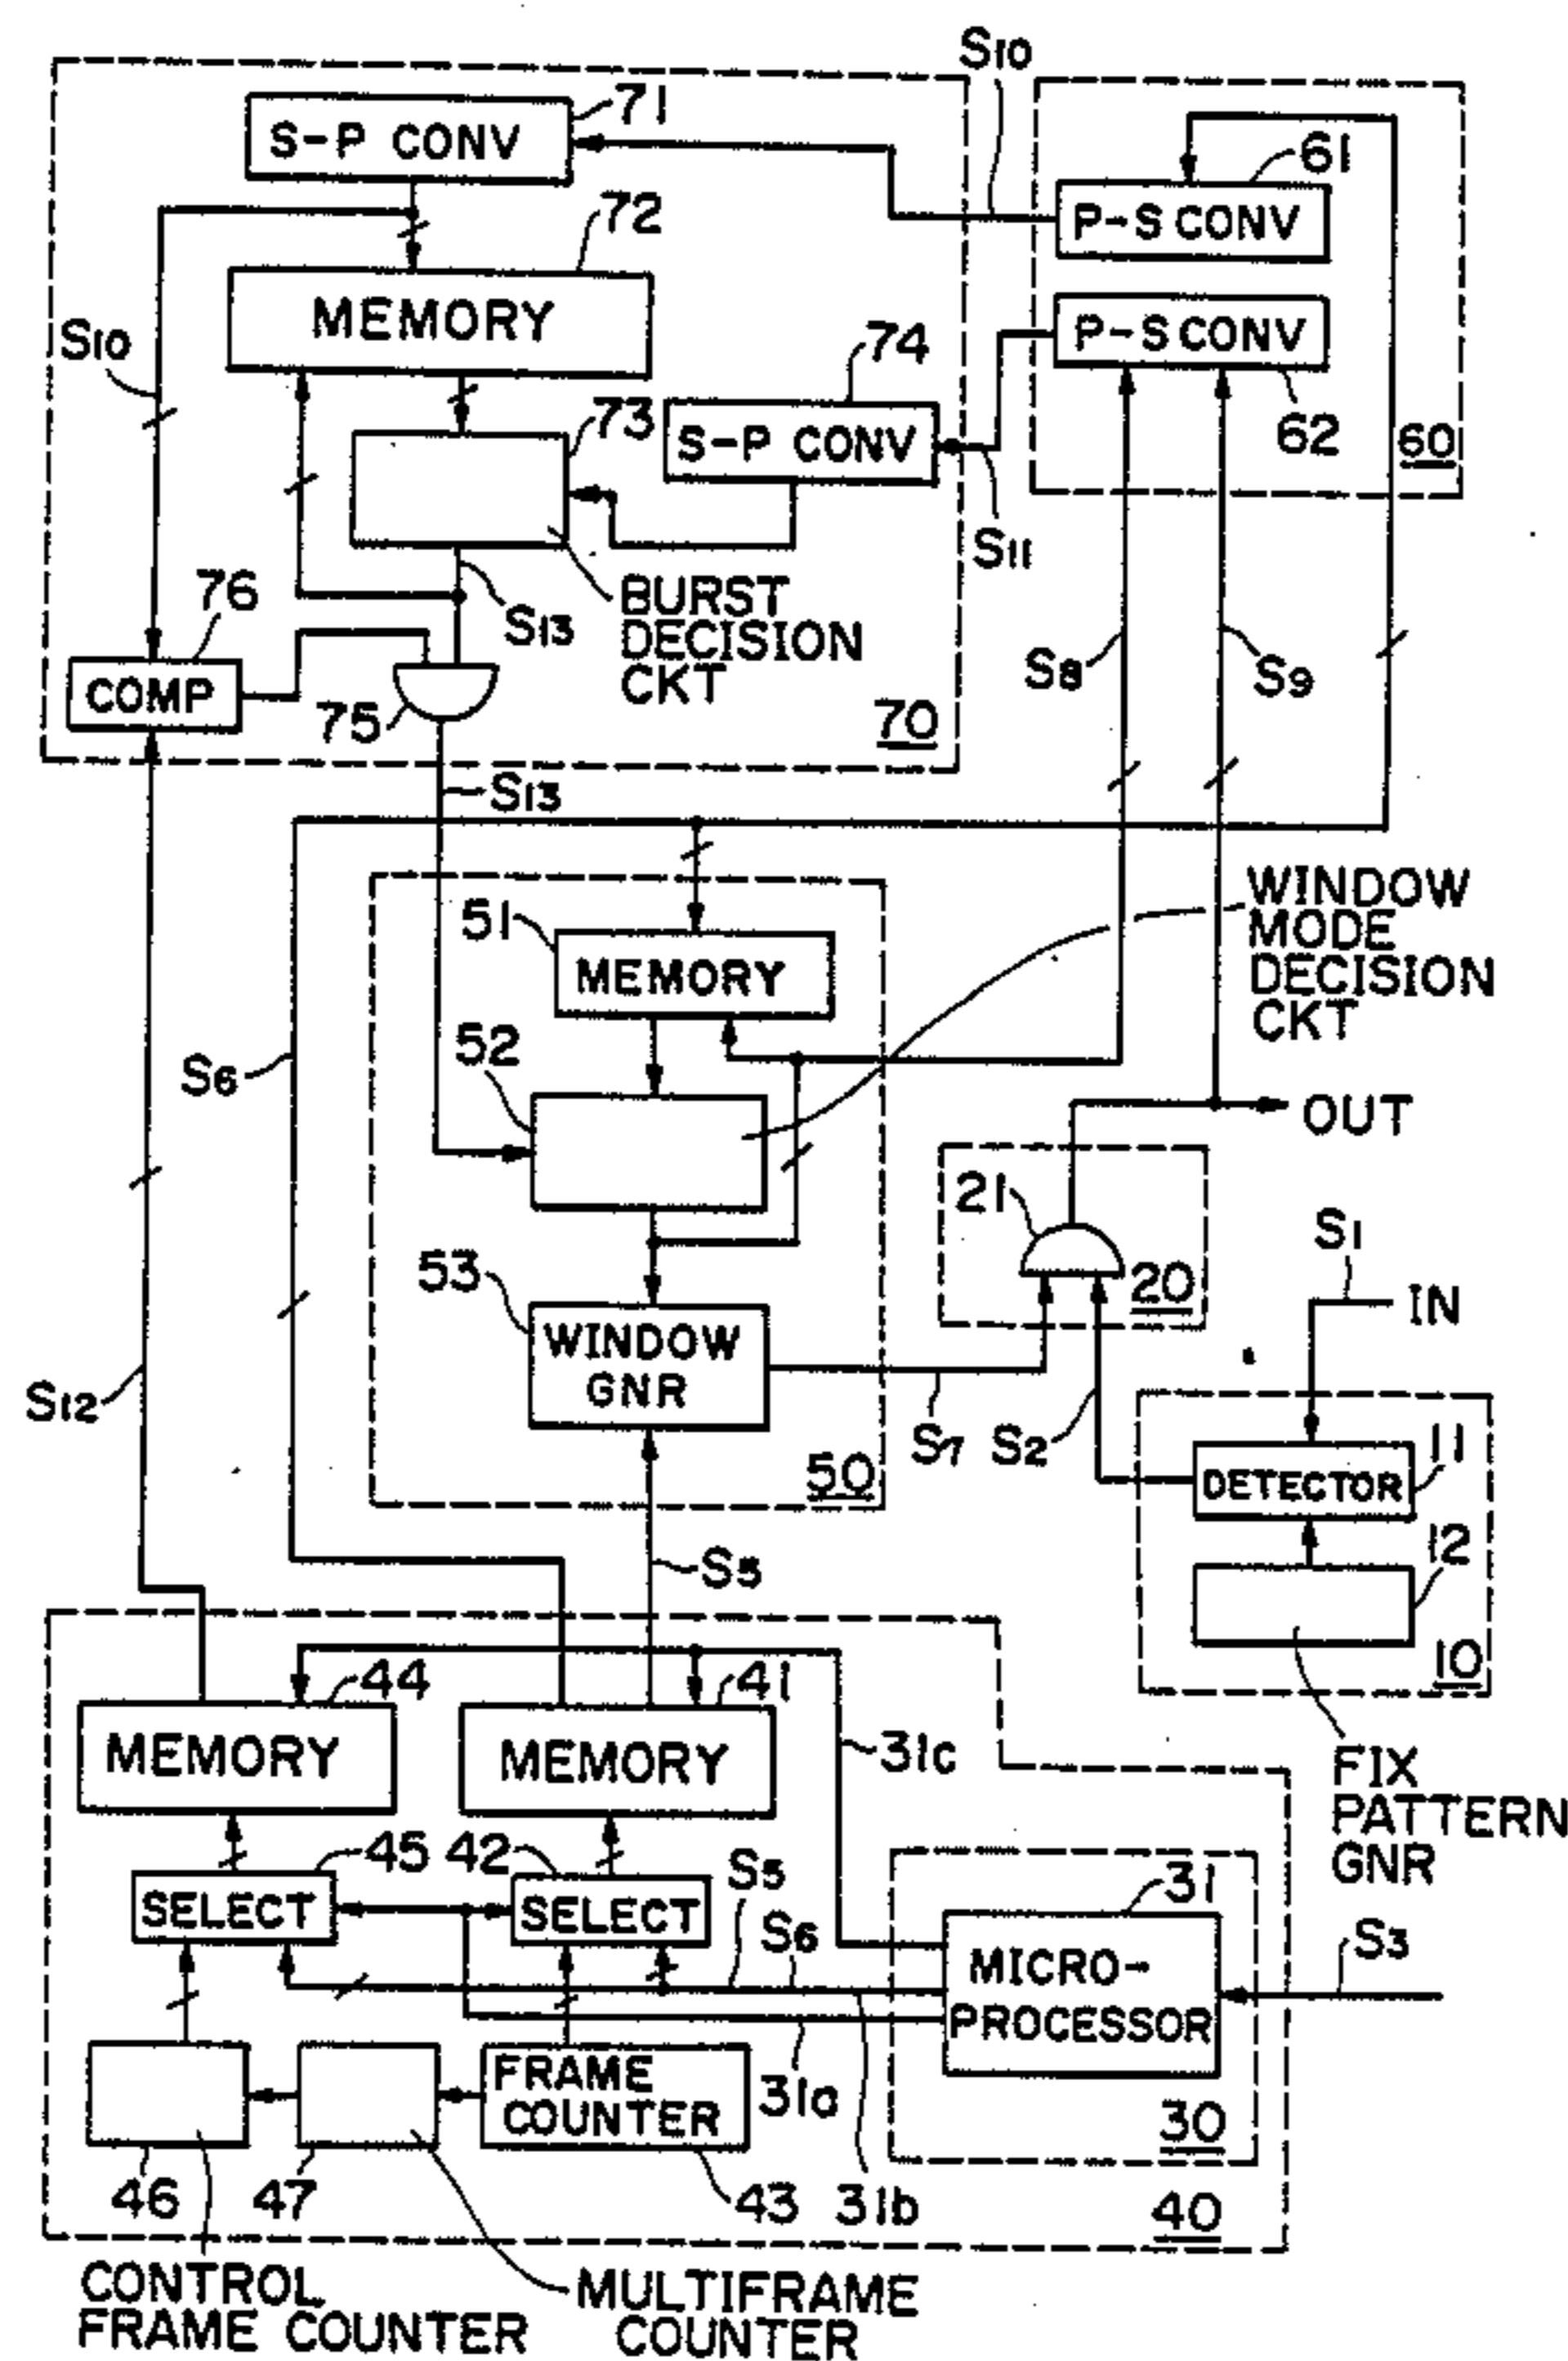 S10
71
S-P CONV
61
P-S CONV
72
MEMORY
S10
74
P-S CONV
73
S-P CONV
62
60
S11
76
S13
BURST
DECISION
CKT
S8
S9
COMP
75
70
S13
WINDOW
MODE
DECISION
CKT
51
MEMORY
52
S6
OUT
21
20
S1
IN
53
WINDOW
GNR
S12
S7
S2
11
DETECTOR
50
12
S5
10
44
41
MEMORY
MEMORY
31c
FIX
PATTERN
GNR
45
42
S5
31
SELECT
SELECT
S6
S3
MICRO-
PROCESSOR
FRAME
COUNTER
31a
30
46
47
43
31b
40
CONTROL
FRAME COUNTER
MULTIFRAME
COUNTER